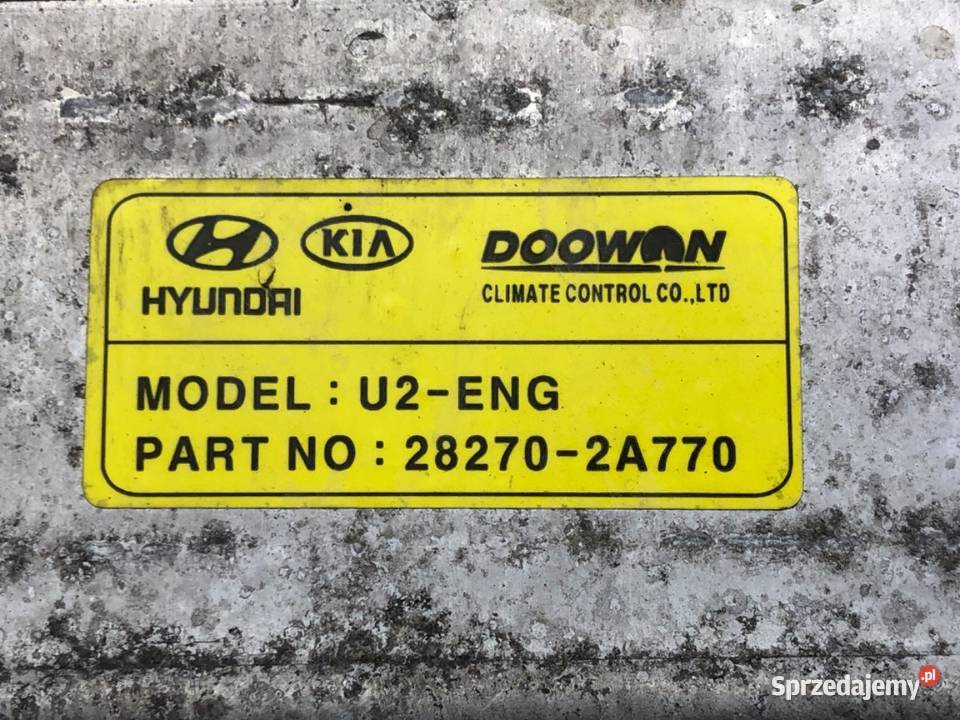 KIA
HYUNDAI
DOOWON
CLIMATE CONTROL CO.,LTD
MODEL : U2-ENG
PART NO : 28270-2A770
Sprzedajemy.pl